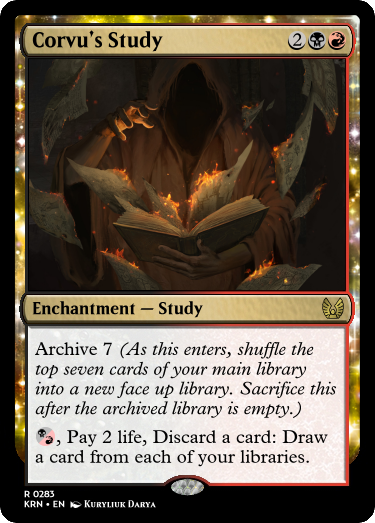 Corvu's Study 2
Enchantment — Study
Archive 7 (As this enters, shuffle the
top seven cards of your main library
into a new face up library. Sacrifice this
after the archived library is empty.)
, Pay 2 life, Discard a card: Draw
a card from each of your libraries.
R 0283
KRN • EN Kuryliuk Darya